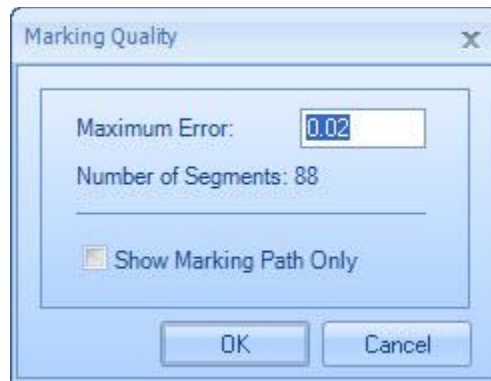 Marking Quality
Maximum Error: 0.02
Number of Segments: 88
Show Marking Path Only
OK Cancel